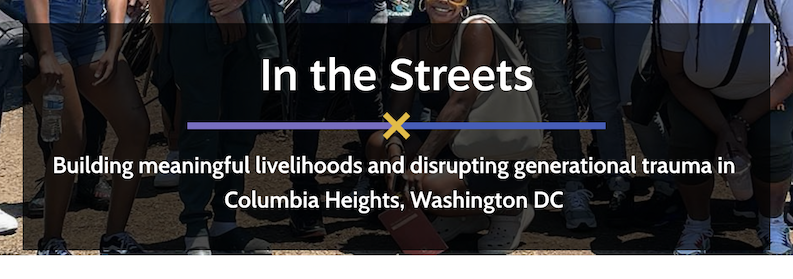 In the Streets
Building meaningful livelihoods and disrupting generational trauma in
Columbia Heights, Washington DC